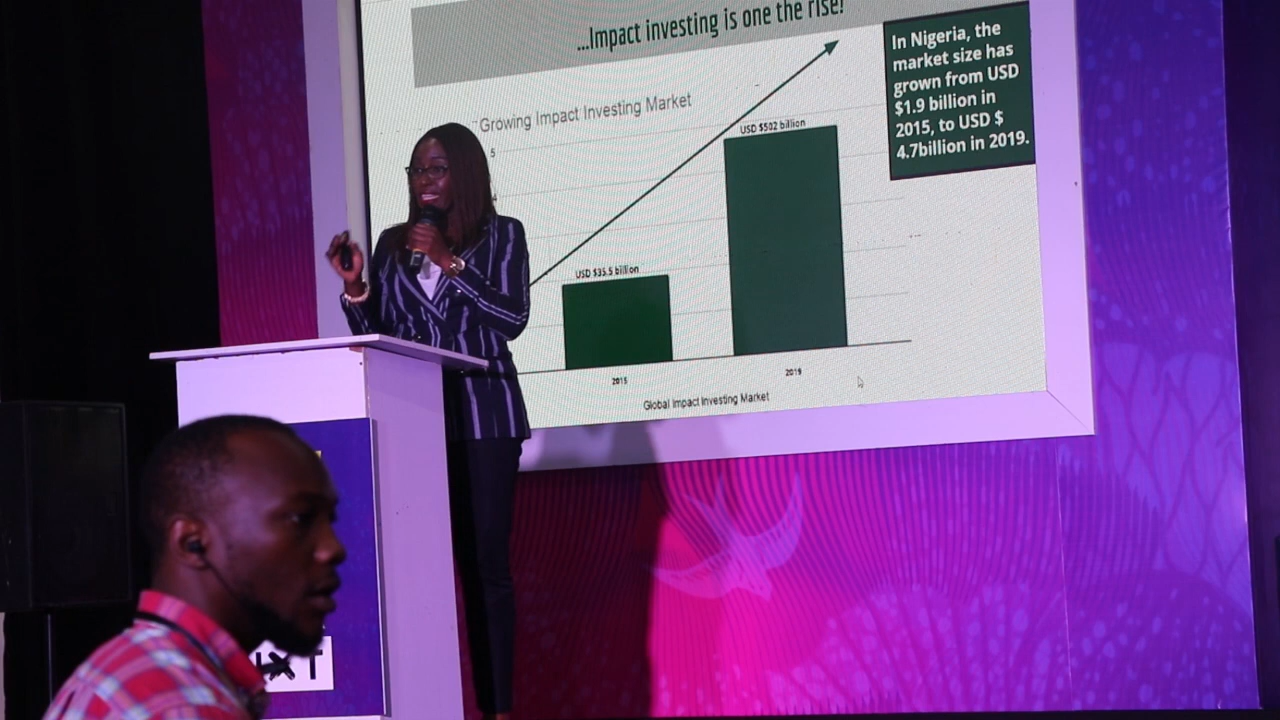 ...Impact investing is one the rise!
In Nigeria, the
market size has
grown from USD
$1.9 billion in
2015, to USD $
4.7billion in 2019.
Growing Impact Investing Market
5
4
USD $502 billion
USD $35.5 billion
2015
2019
Global Impact Investing Market